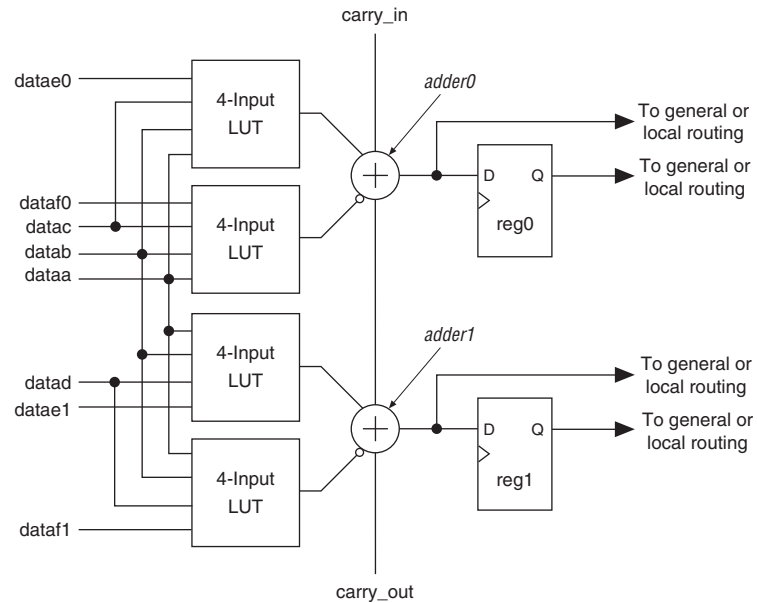 carry_in
adder0
datae0
4-Input
LUT
To general or
local routing
To general or
local routing
D
Q
reg0
dataf0
datac
datab
dataa
4-Input
LUT
adder1
4-Input
LUT
To general or
local routing
datad
datae1
To general or
local routing
D
Q
reg1
4-Input
LUT
dataf1
carry_out